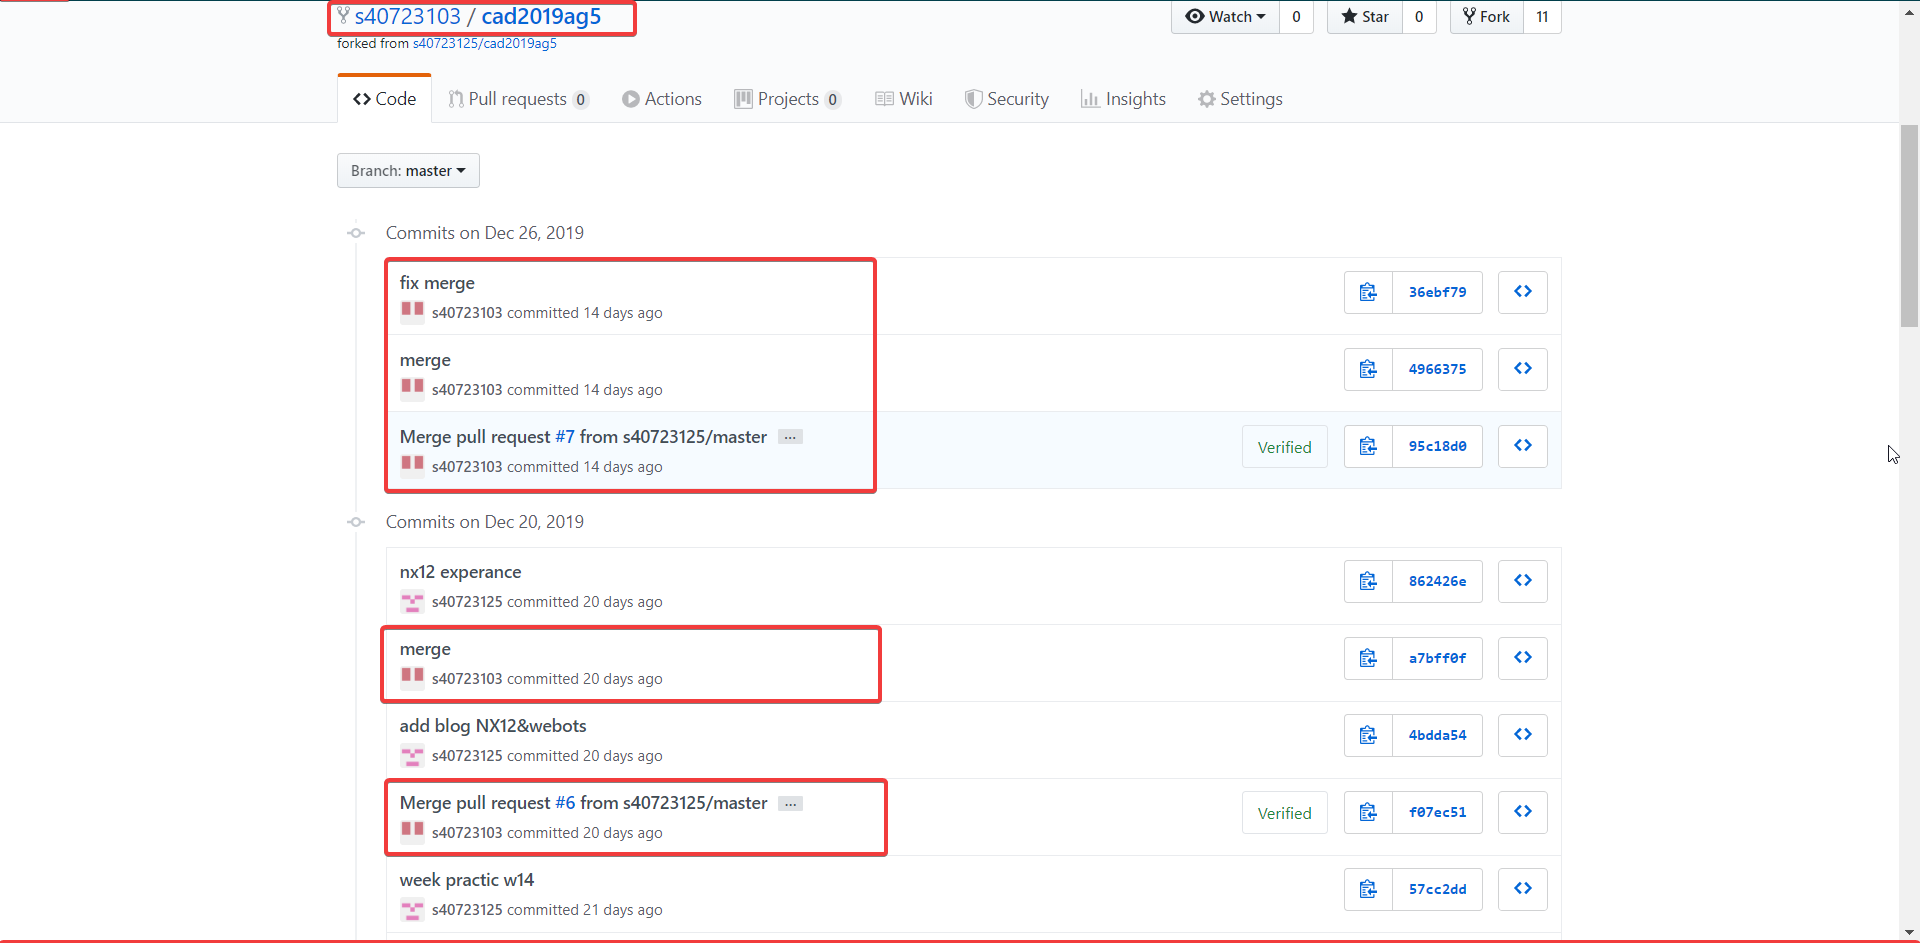 s40723103 / cad2019ag5
Watch 0 Star 0 Fork 11
forked from s40723125/cad2019ag5
Code Pull requests 0 Actions Projects 0 Wiki Security Insights Settings
Branch: master
Commits on Dec 26, 2019
fix merge
s40723103 committed 14 days ago
36ebf79
merge
s40723103 committed 14 days ago
4966375
Merge pull request #7 from s40723125/master ...
s40723103 committed 14 days ago
Verified 95c18d0
Commits on Dec 20, 2019
nx12 experance
s40723125 committed 20 days ago
862426e
merge
s40723103 committed 20 days ago
a7bff0f
add blog NX12&webots
s40723125 committed 20 days ago
4bdda54
Merge pull request #6 from s40723125/master ...
s40723103 committed 20 days ago
Verified f07ec51
week practic w14
s40723125 committed 21 days ago
57cc2dd